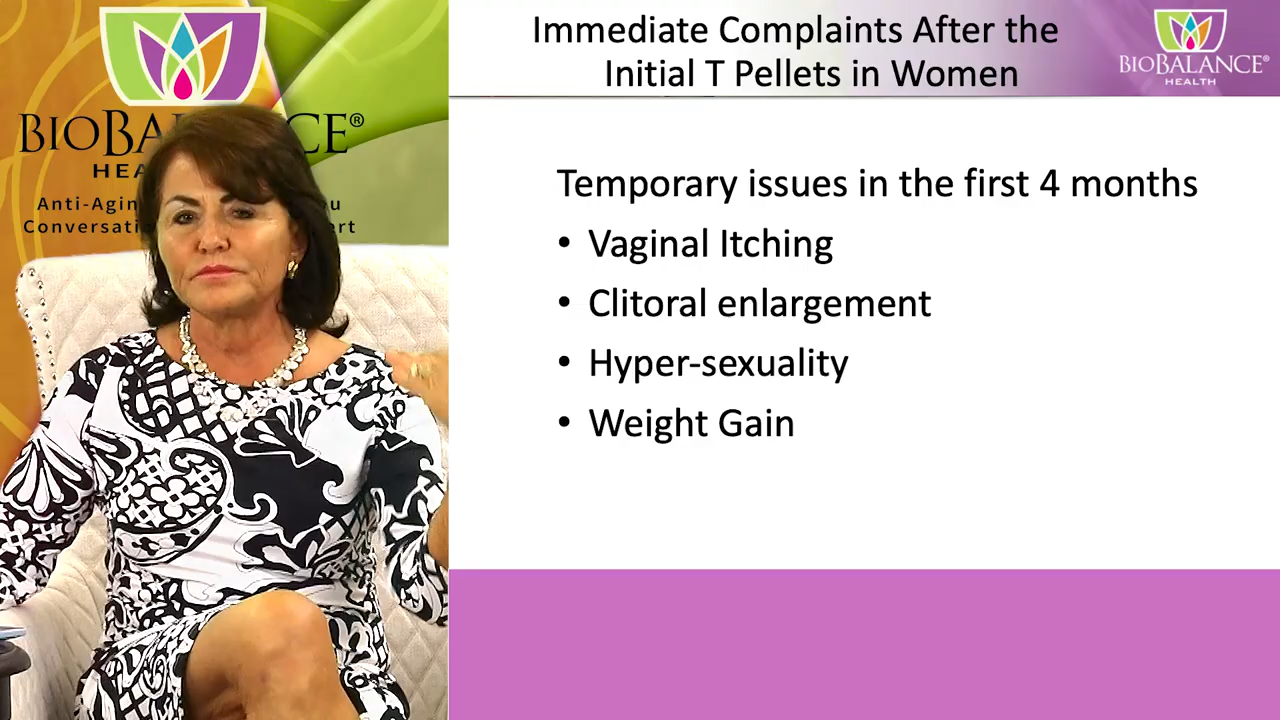 BIOBA CE®
HEA
Anti-Agin u
Conversati rt
Immediate Complaints After the
Initial T Pellets in Women
BIOBALANCE®
HEALTH
Temporary issues in the first 4 months
• Vaginal Itching
• Clitoral enlargement
• Hyper-sexuality
• Weight Gain